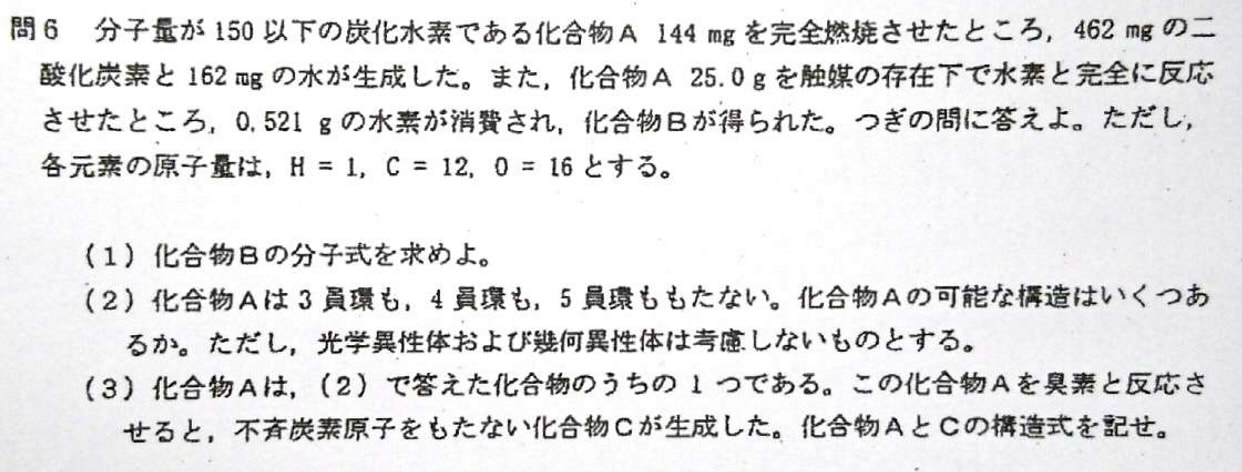 問6 分子量が 150 以下の炭化水素である化合物A 144 mg を完全燃焼させたところ, 462 mg の二
酸化炭素と 162 mg の水が生成した。また, 化合物A 25.0 g を触媒の存在下で水素と完全に反応
させたところ, 0.521 g の水素が消費され, 化合物Bが得られた。つぎの問に答えよ。ただし,
各元素の原子量は, H = 1, C = 12, O = 16 とする。
(1) 化合物Bの分子式を求めよ。
(2) 化合物Aは3員環も, 4員環も, 5員環ももたない。化合物Aの可能な構造はいくつあ
るか。ただし, 光学異性体および幾何異性体は考慮しないものとする。
(3) 化合物Aは, (2) で答えた化合物のうちの 1 つである。この化合物Aを臭素と反応さ
せると, 不斉炭素原子をもたない化合物Cが生成した。化合物AとCの構造式を記せ。